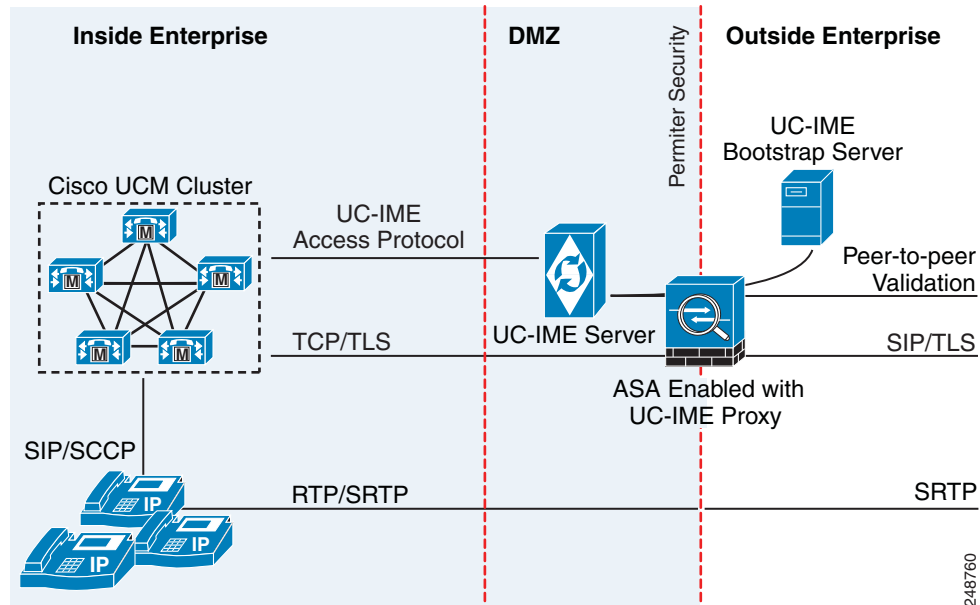 Inside Enterprise
DMZ
Permiter Security
Outside Enterprise
UC-IME
Bootstrap Server
Cisco UCM Cluster
M
M
M
M
M
UC-IME
Access Protocol
Peer-to-peer
Validation
UC-IME Server
TCP/TLS
SIP/TLS
ASA Enabled with
UC-IME Proxy
SIP/SCCP
IP
IP
IP
RTP/SRTP
SRTP
248760